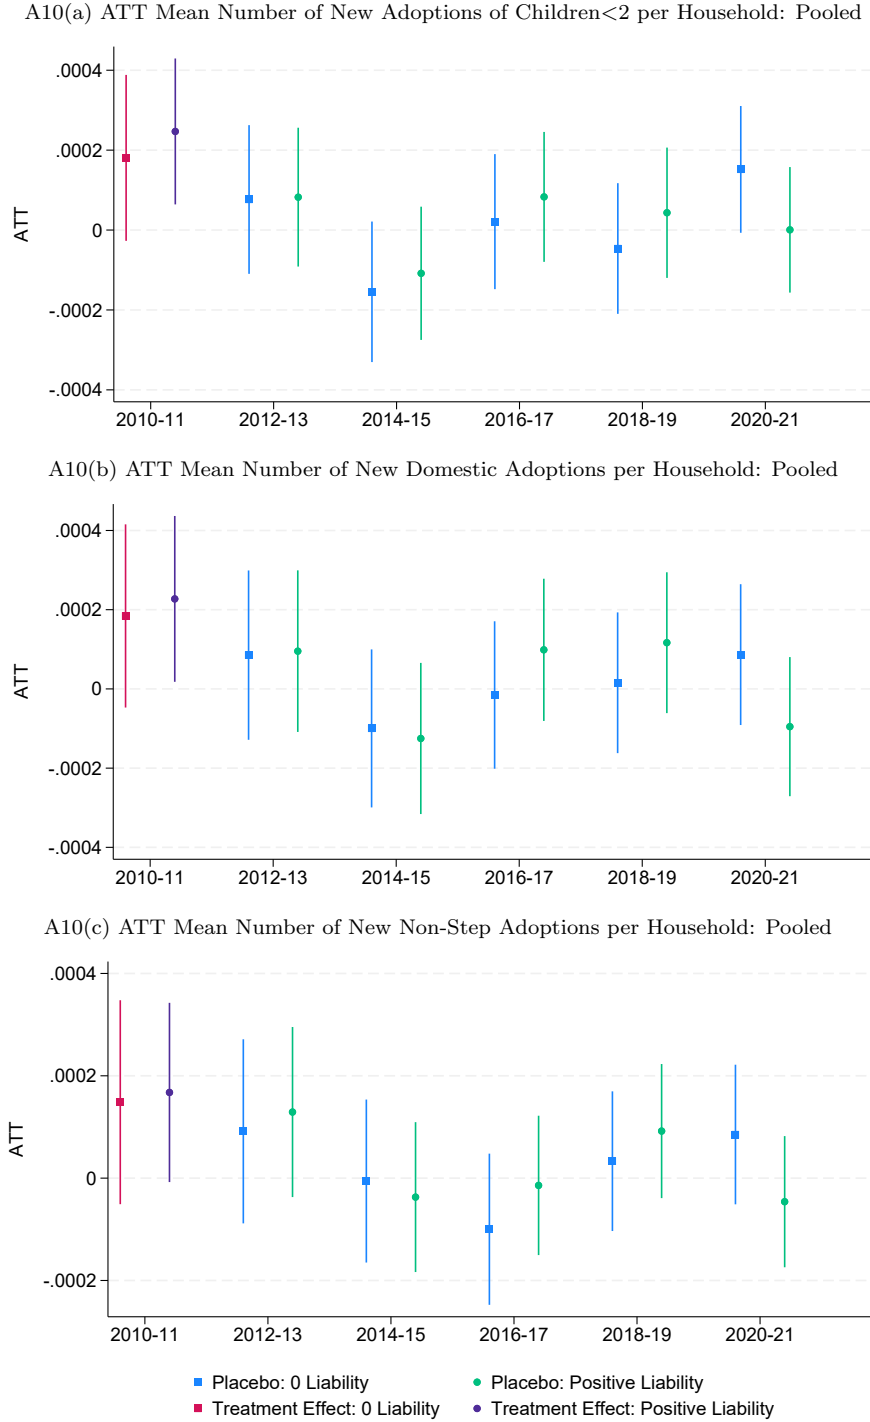 A10(a) ATT Mean Number of New Adoptions of Children<2 per Household: Pooled
.0004
.0002
0
-.0002
-.0004
ATT
2010-11 2012-13 2014-15 2016-17 2018-19 2020-21
A10(b) ATT Mean Number of New Domestic Adoptions per Household: Pooled
.0004
.0002
0
-.0002
-.0004
ATT
2010-11 2012-13 2014-15 2016-17 2018-19 2020-21
A10(c) ATT Mean Number of New Non-Step Adoptions per Household: Pooled
.0004
.0002
0
-.0002
ATT
2010-11 2012-13 2014-15 2016-17 2018-19 2020-21
Placebo: 0 Liability Placebo: Positive Liability
Treatment Effect: 0 Liability Treatment Effect: Positive Liability